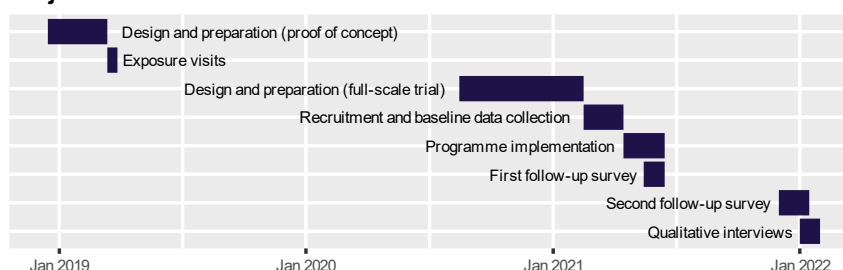 Design and preparation (proof of concept)
Exposure visits
Design and preparation (full-scale trial)
Recruitment and baseline data collection
Programme implementation
First follow-up survey
Second follow-up survey
Qualitative interviews
Jan 2019 Jan 2020 Jan 2021 Jan 2022